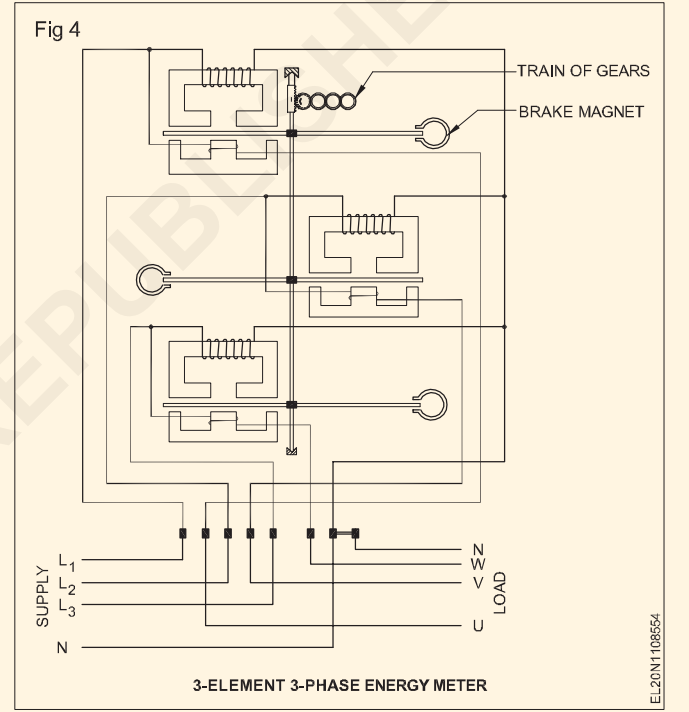 Fig 4
TRAIN OF GEARS
BRAKE MAGNET
REPUBLISHE
SUPPLY
L1
L2
L3
N
N
W
V
U
LOAD
3-ELEMENT 3-PHASE ENERGY METER
EL20N1108554